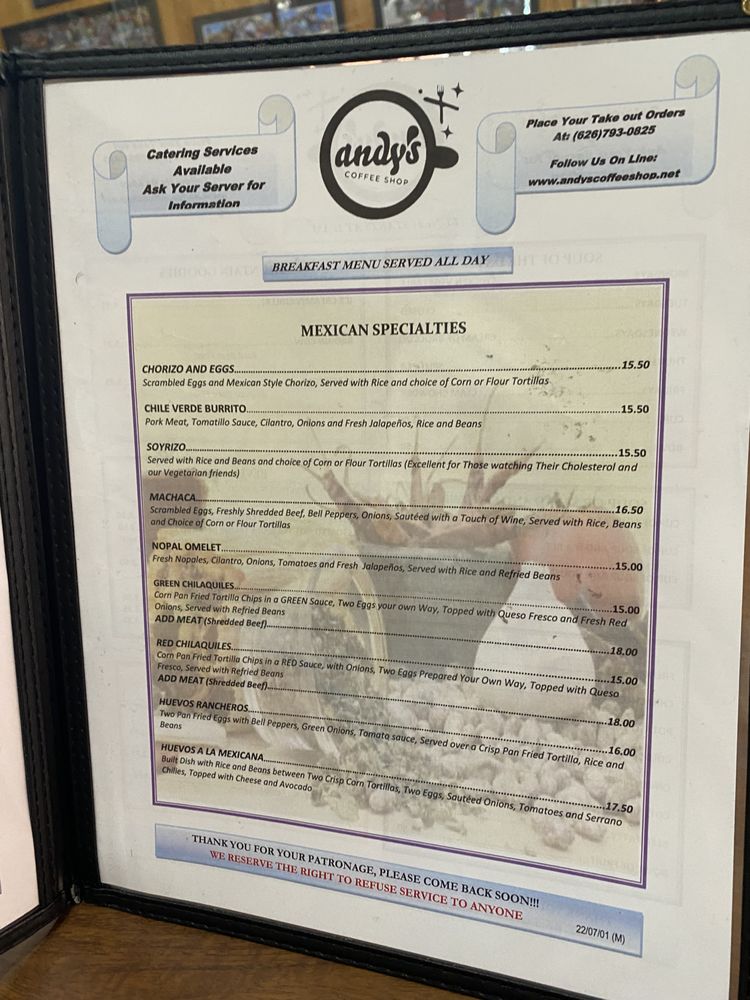 Catering Services
Available
Ask Your Server for
Information
andy's
COFFEE SHOP
Place Your Take out Orders
At: (626)793-0825
Follow Us On Line:
www.andyscoffeeshop.net
BREAKFAST MENU SERVED ALL DAY
MEXICAN SPECIALTIES
CHORIZO AND EGGS...15.50
Scrambled Eggs and Mexican Style Chorizo, Served with Rice and choice of Corn or Flour Tortillas
CHILE VERDE BURRITO...15.50
Pork Meat, Tomatillo Sauce, Cilantro, Onions and Fresh Jalapeños, Rice and Beans
SOYRIZO...15.50
Served with Rice and Beans and choice of Corn or Flour Tortillas (Excellent for Those watching Their Cholesterol and
our Vegetarian friends)
MACHACA...16.50
Scrambled Eggs, Freshly Shredded Beef, Bell Peppers, Onions, Sautéed with a Touch of Wine, Served with Rice, Beans
and Choice of Corn or Flour Tortillas
NOPAL OMELET...15.00
Fresh Nopales, Cilantro, Onions, Tomatoes and Fresh Jalapeños, Served with Rice and Refried Beans
GREEN CHILAQUILES...15.00
Corn Pan Fried Tortilla Chips in a GREEN Sauce, Two Eggs your own Way, Topped with Queso Fresco and Fresh Red
Onions, Served with Refried Beans
ADD MEAT (Shredded Beef)...18.00
RED CHILAQUILES...15.00
Corn Pan Fried Tortilla Chips in a RED Sauce, with Onions, Two Eggs Prepared Your Own Way, Topped with Queso
Fresco, Served with Refried Beans
ADD MEAT (Shredded Beef)...18.00
HUEVOS RANCHEROS...16.00
Two Pan Fried Eggs with Bell Peppers, Green Onions, Tomato sauce, Served over a Crisp Pan Fried Tortilla, Rice and
Beans
HUEVOS A LA MEXICANA...17.50
Built Dish with Rice and Beans between Two Crisp Corn Tortillas, Two Eggs, Sautéed Onions, Tomatoes and Serrano
Chilies, Topped with Cheese and Avocado
THANK YOU FOR YOUR PATRONAGE, PLEASE COME BACK SOON!!!
WE RESERVE THE RIGHT TO REFUSE SERVICE TO ANYONE
22/07/01 (M)